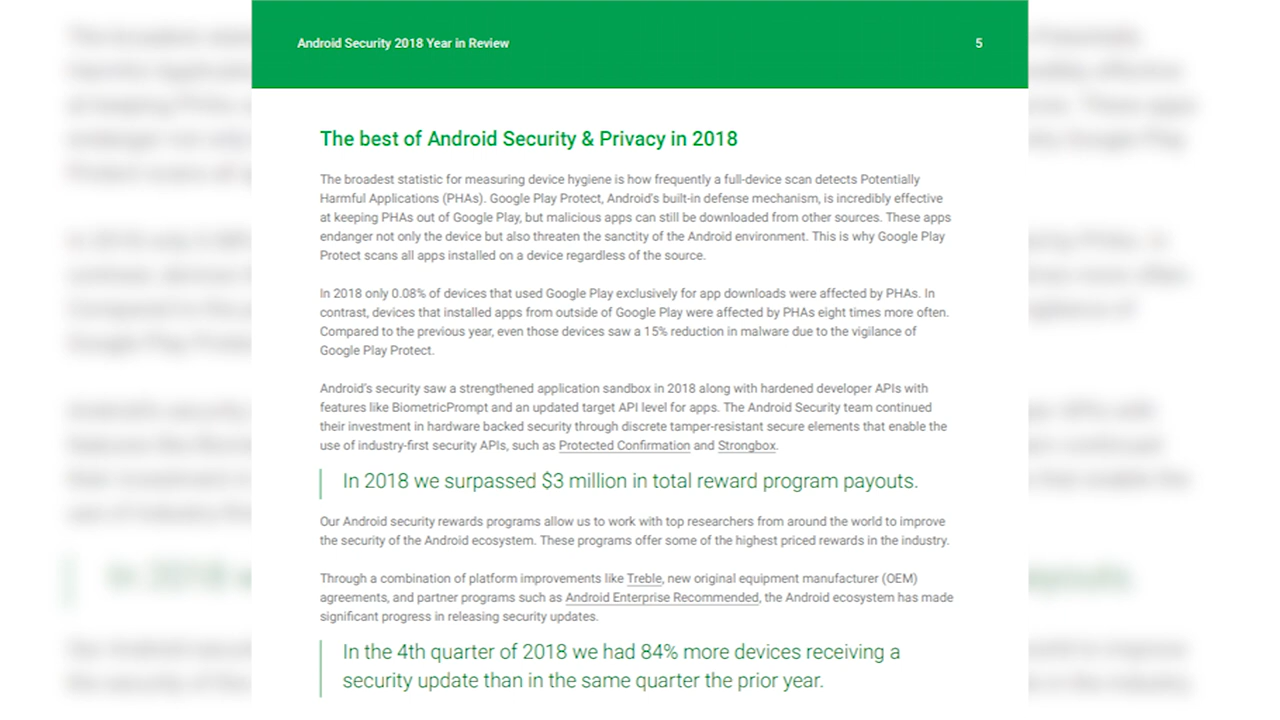 Android Security 2018 Year in Review
5
The best of Android Security & Privacy in 2018
The broadest statistic for measuring device hygiene is how frequently a full-device scan detects Potentially
Harmful Applications (PHAs). Google Play Protect, Android's built-in defense mechanism, is incredibly effective
at keeping PHAs out of Google Play, but malicious apps can still be downloaded from other sources. These apps
endanger not only the device but also threaten the sanctity of the Android environment. This is why Google Play
Protect scans all apps installed on a device regardless of the source.
In 2018 only 0.08% of devices that used Google Play exclusively for app downloads were affected by PHAs. In
contrast, devices that installed apps from outside of Google Play were affected by PHAs eight times more often.
Compared to the previous year, even those devices saw a 15% reduction in malware due to the vigilance of
Google Play Protect.
Android's security saw a strengthened application sandbox in 2018 along with hardened developer APIs with
features like BiometricPrompt and an updated target API level for apps. The Android Security team continued
their investment in hardware backed security through discrete tamper-resistant secure elements that enable the
use of industry-first security APIs, such as Protected Confirmation and Strongbox.
In 2018 we surpassed $3 million in total reward program payouts.
Our Android security rewards programs allow us to work with top researchers from around the world to improve
the security of the Android ecosystem. These programs offer some of the highest priced rewards in the industry.
Through a combination of platform improvements like Treble, new original equipment manufacturer (OEM)
agreements, and partner programs such as Android Enterprise Recommended, the Android ecosystem has made
significant progress in releasing security updates.
In the 4th quarter of 2018 we had 84% more devices receiving a
security update than in the same quarter the prior year.